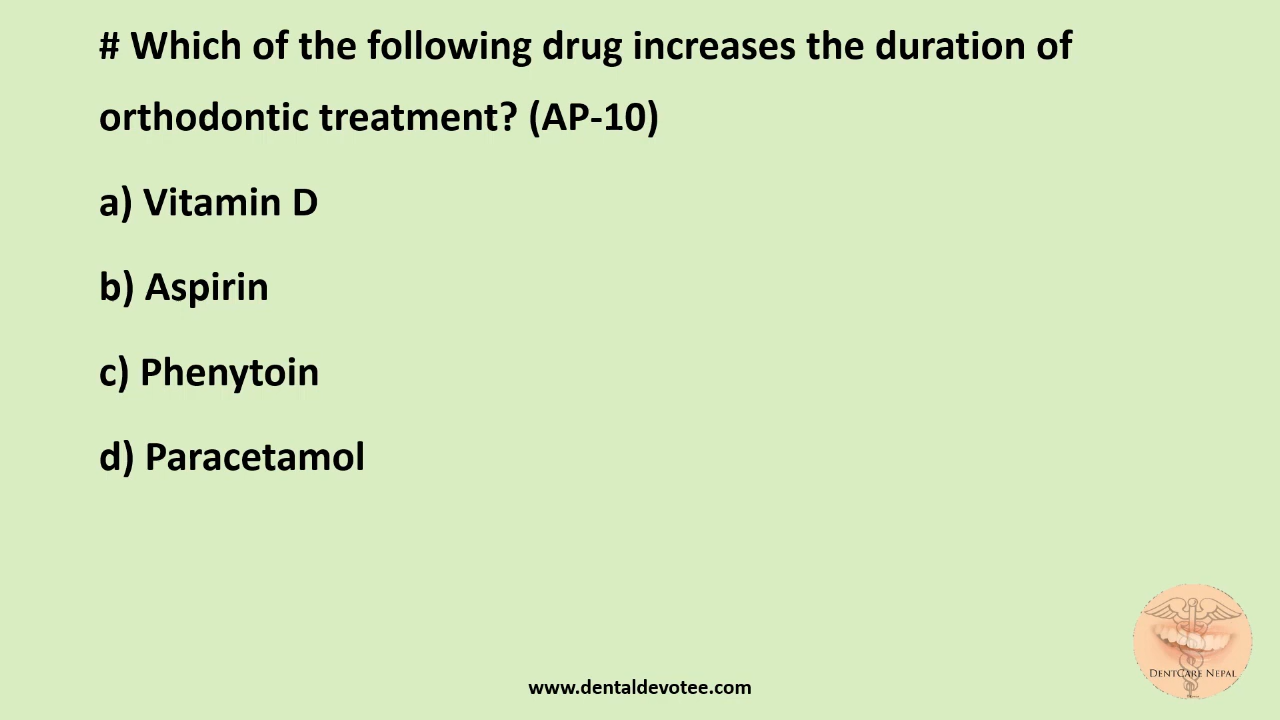 # Which of the following drug increases the duration of
orthodontic treatment? (AP-10)
a) Vitamin D
b) Aspirin
c) Phenytoin
d) Paracetamol
DENTCARE NEPAL
www.dentaldevotee.com